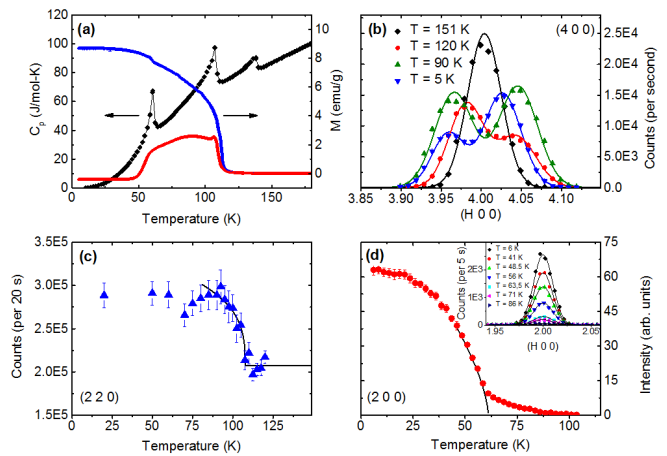 (a)
C_p (J/mol-K)
100
90
80
70
60
50
40
30
20
10
0
0 50 100 150
Temperature (K)
8
6
4
2
0
M (emu/g)
(b)
(4 0 0)
T = 151 K
T = 120 K
T = 90 K
T = 5 K
2.5E4
2.0E4
1.5E4
1.0E4
5.0E3
0.0
Counts (per second)
3.85 3.90 3.95 4.00 4.05 4.10
(H 0 0)
(c)
Counts (per 20 s)
3.0E5
2.5E5
2.0E5
1.5E5
(2 2 0)
0 25 50 75 100 125
Temperature (K)
(d)
Counts (per 5 s)
2E3
1E3
0
T = 6 K
T = 41 K
T = 48.5 K
T = 56 K
T = 63.5 K
T = 71 K
T = 86 K
1.95 2.00 2.05
(H 0 0)
75
60
45
30
15
0
Intensity (arb. units)
(2 0 0)
0 25 50 75 100
Temperature (K)